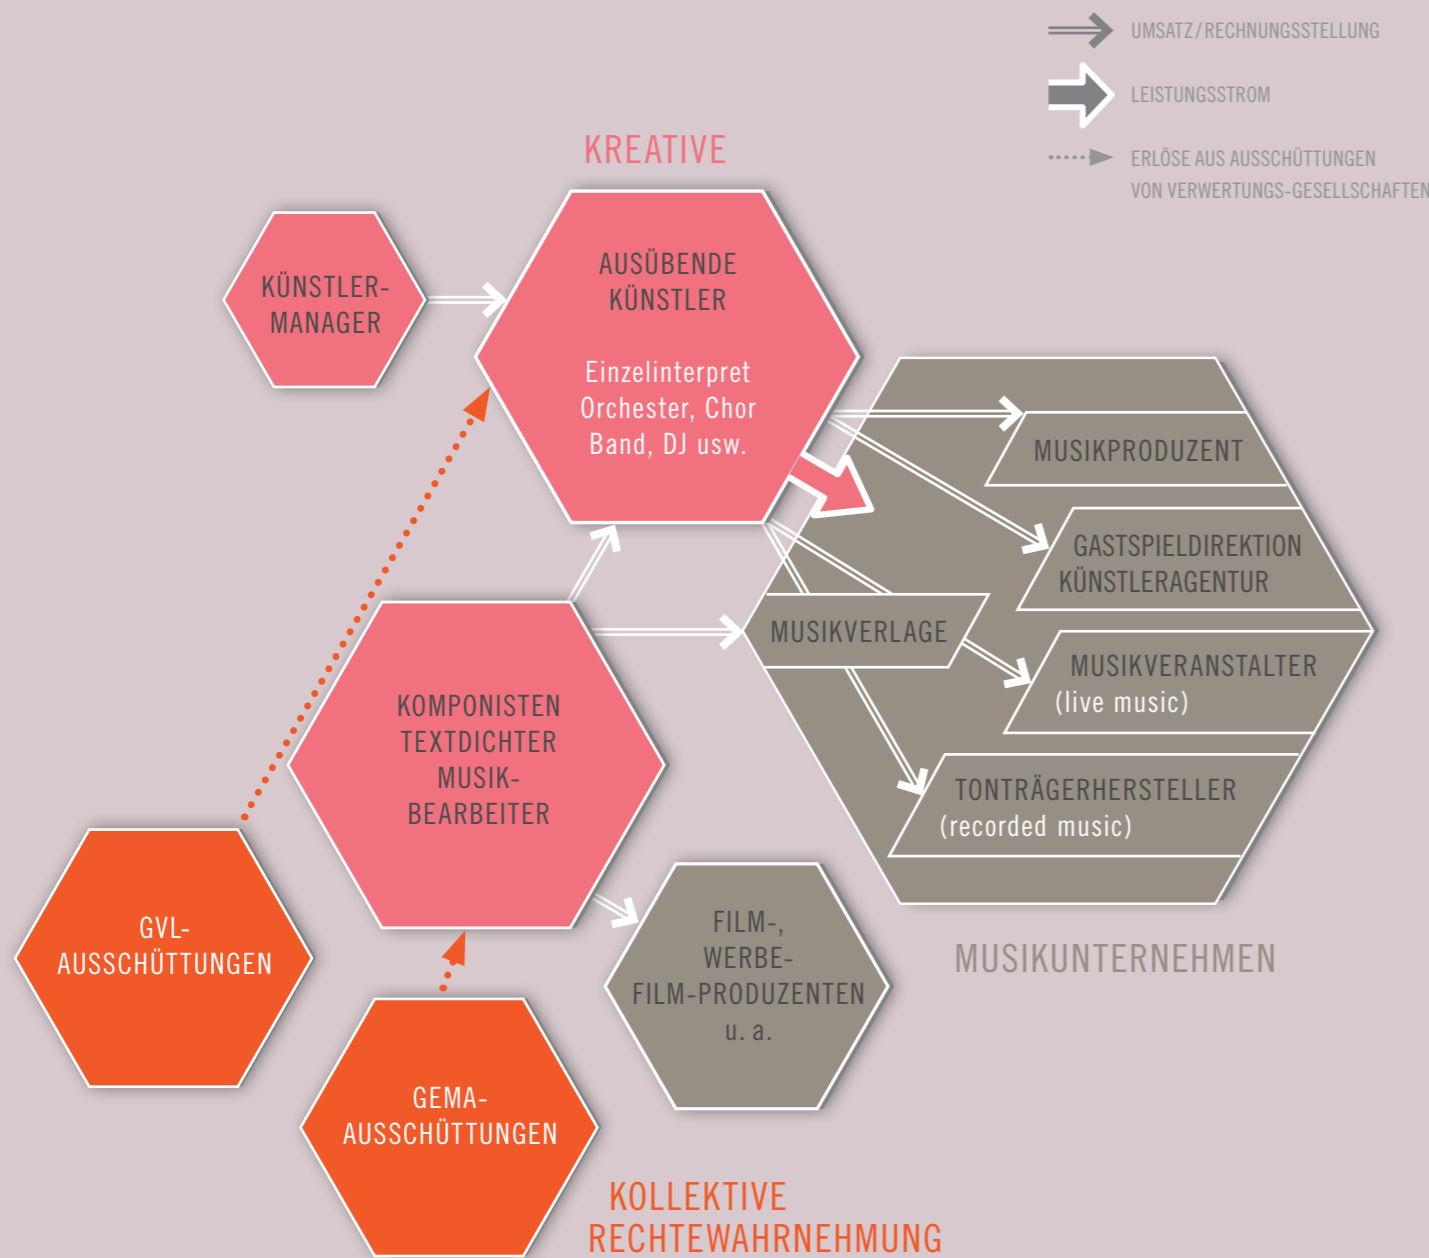 UMSATZ/RECHNUNGSSTELLUNG
LEISTUNGSSTROM
ERLÖSE AUS AUSSCHÜTTUNGEN
VON VERWERTUNGS-GESELLSCHAFTEN
KREATIVE
KÜNSTLER-
MANAGER
AUSÜBENDE
KÜNSTLER
Einzelinterpret
Orchester, Chor
Band, DJ usw.
MUSIKPRODUZENT
GASTSPIELDIREKTION
KÜNSTLERAGENTUR
MUSIKVERLAGE
MUSIKVERANSTALTER
(live music)
TONTRÄGERHERSTELLER
(recorded music)
MUSIKUNTERNEHMEN
KOMPONISTEN
TEXTDICHTER
MUSIK-
BEARBEITER
FILM-,
WERBE-
FILM-PRODUZENTEN
u. a.
GVL-
AUSSCHÜTTUNGEN
GEMA-
AUSSCHÜTTUNGEN
KOLLEKTIVE
RECHTEWAHRNEHMUNG